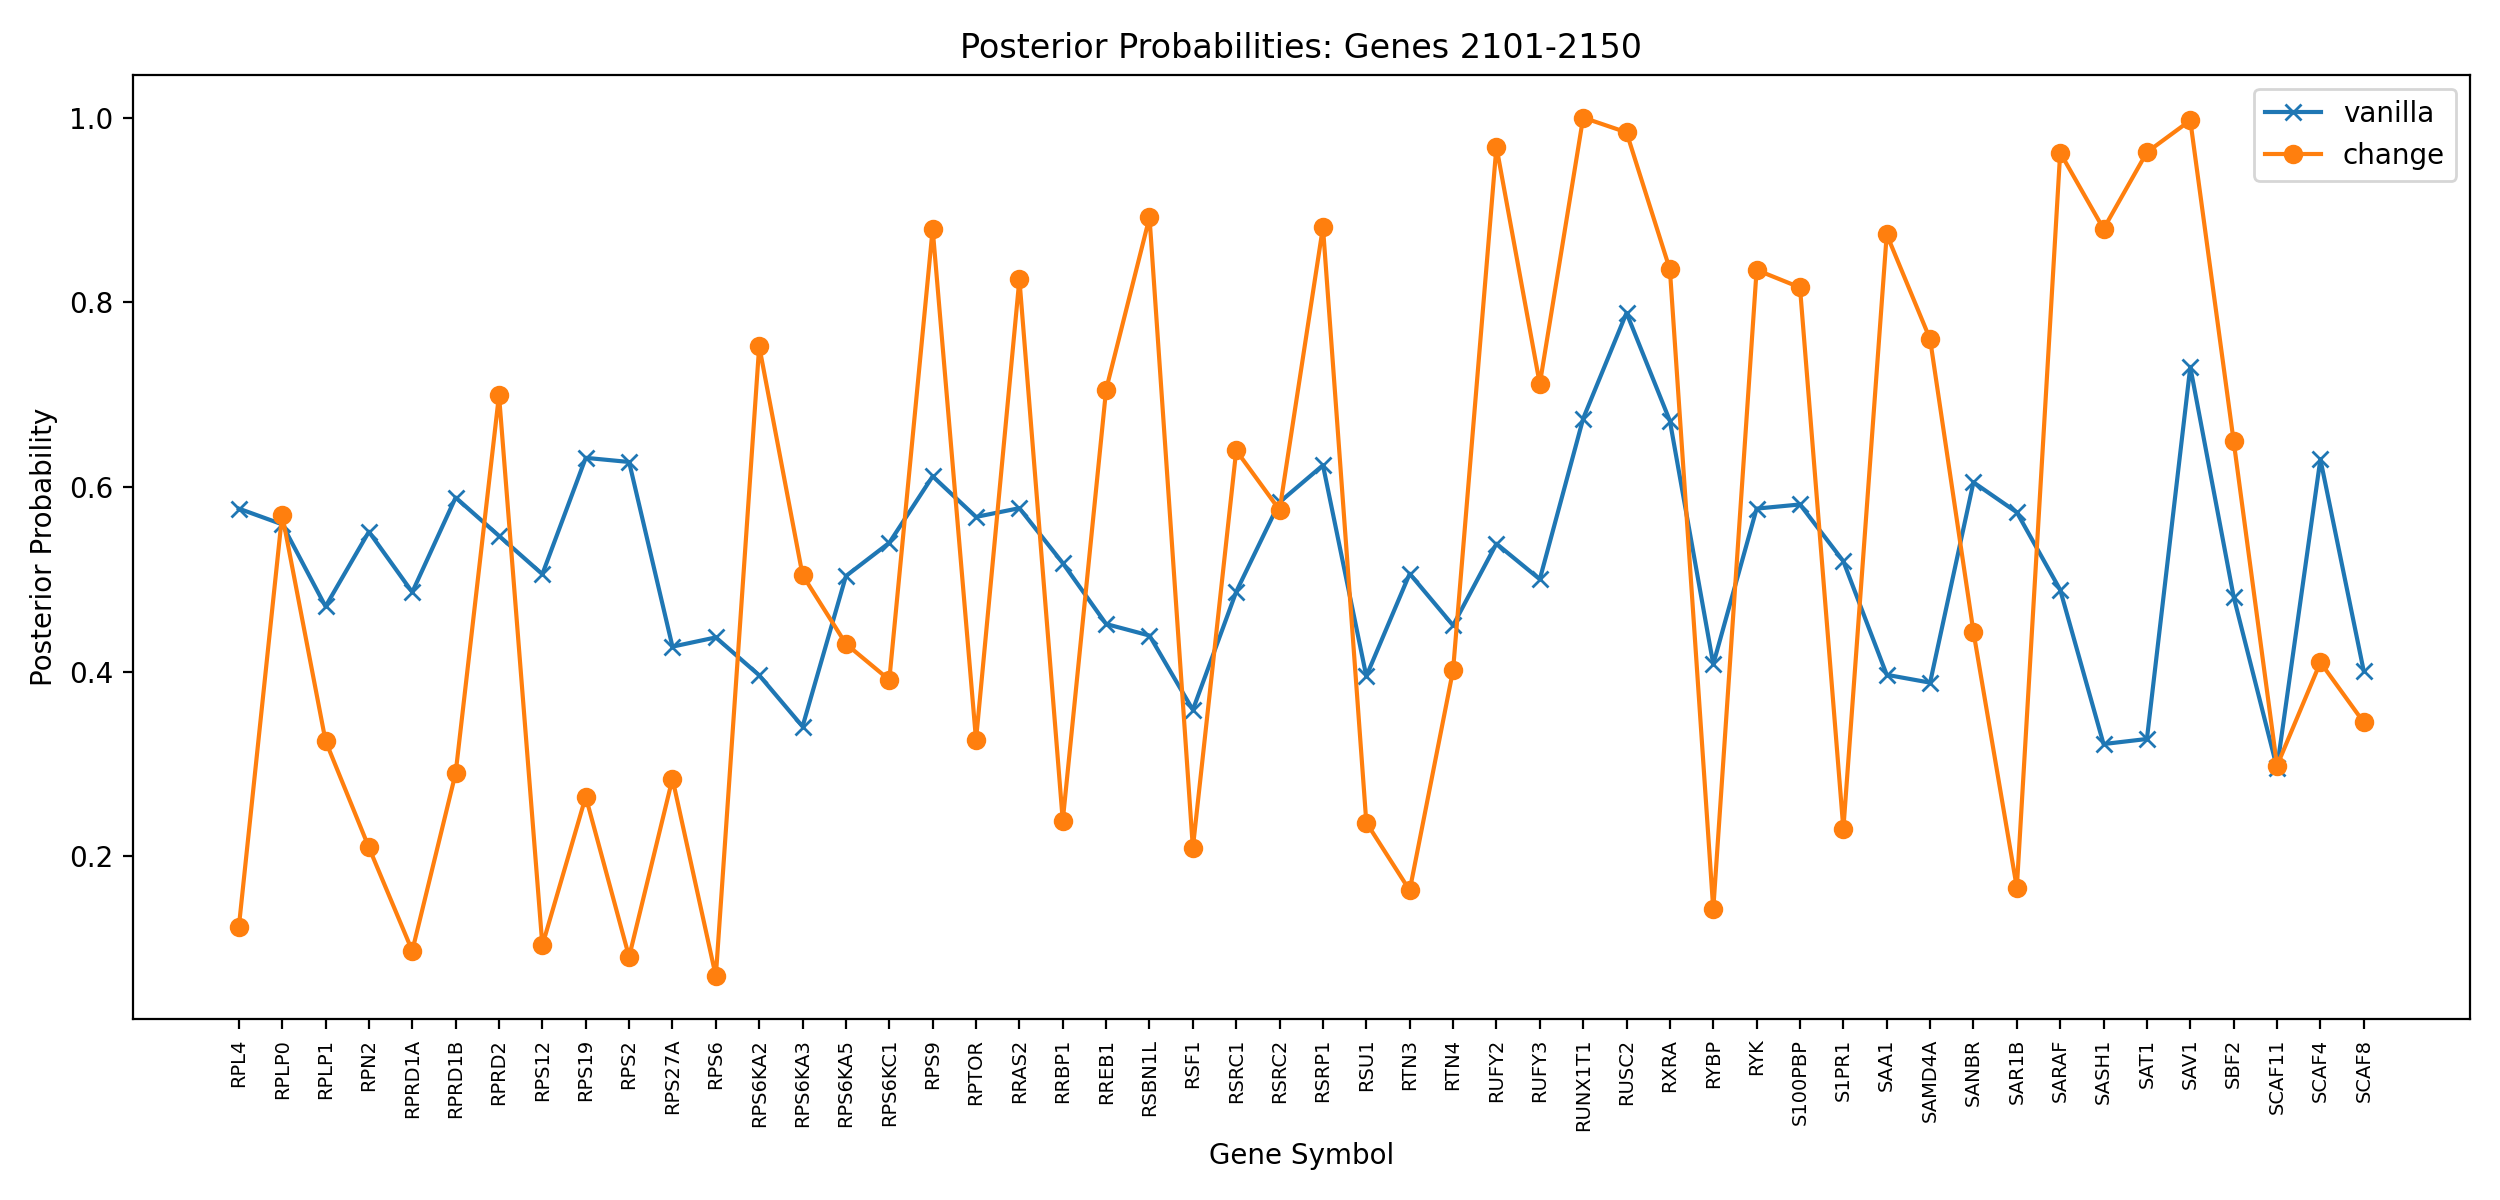 Posterior Probabilities: Genes 2101-2150
vanilla
change
1.0
0.8
0.6
0.4
0.2
Posterior Probability
RPL4
RPLP0
RPLP1
RPN2
RPRD1A
RPRD1B
RPRD2
RPS12
RPS19
RPS2
RPS27A
RPS6
RPS6KA2
RPS6KA3
RPS6KA5
RPS6KC1
RPS9
RPTOR
RRAS2
RRBP1
RREB1
RSBN1L
RSF1
RSRC1
RSRC2
RSRP1
RSU1
RTN3
RTN4
RUFY2
RUFY3
RUNX1T1
RUSC2
RXRA
RYBP
RYK
S100PBP
S1PR1
SAA1
SAMD4A
SANBR
SAR1B
SARAF
SASH1
SAT1
SAV1
SBF2
SCAF11
SCAF4
SCAF8
Gene Symbol